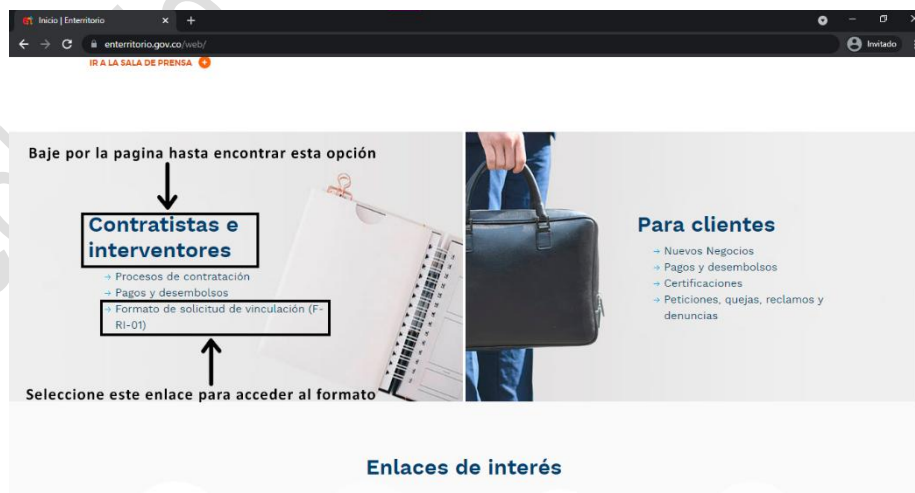 Inicio | Enterritorio
enterritorio.gov.co/web/
Invitado
IR A LA SALA DE PRENSA
Baje por la pagina hasta encontrar esta opción
Contratistas e
interventores
→ Procesos de contratación
→ Pagos y desembolsos
→ Formato de solicitud de vinculación (F-
RI-01)
Seleccione este enlace para acceder al formato
Para clientes
→ Nuevos Negocios
→ Pagos y desembolsos
→ Certificaciones
→ Peticiones, quejas, reclamos y
denuncias
Enlaces de interés